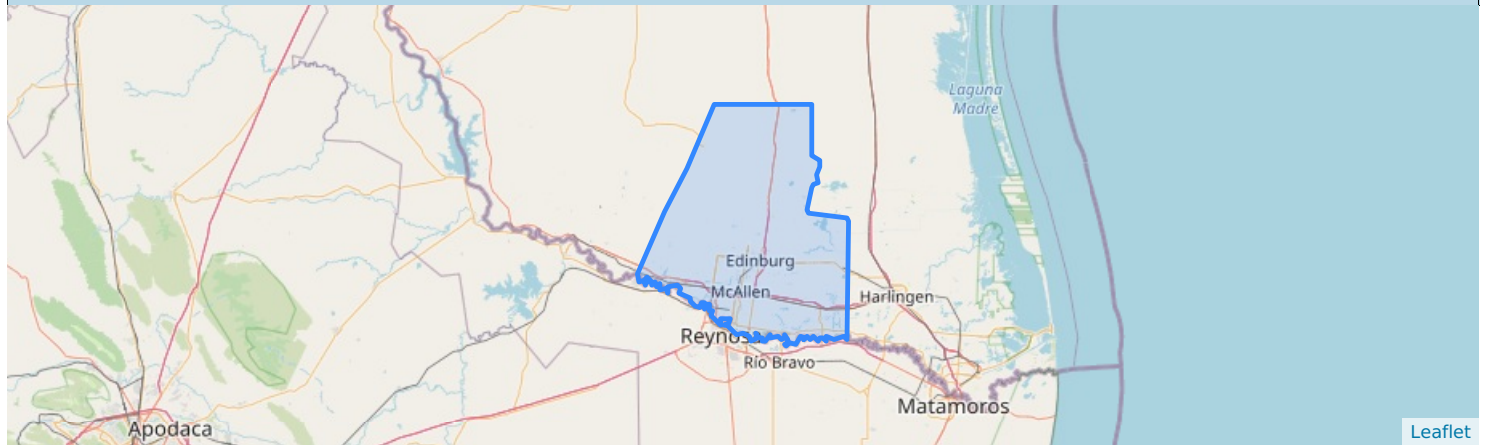 Laguna
Madre
Edinburg
McAllen
Harlingen
Reynosa
Río Bravo
Matamoros
Apodaca
Leaflet